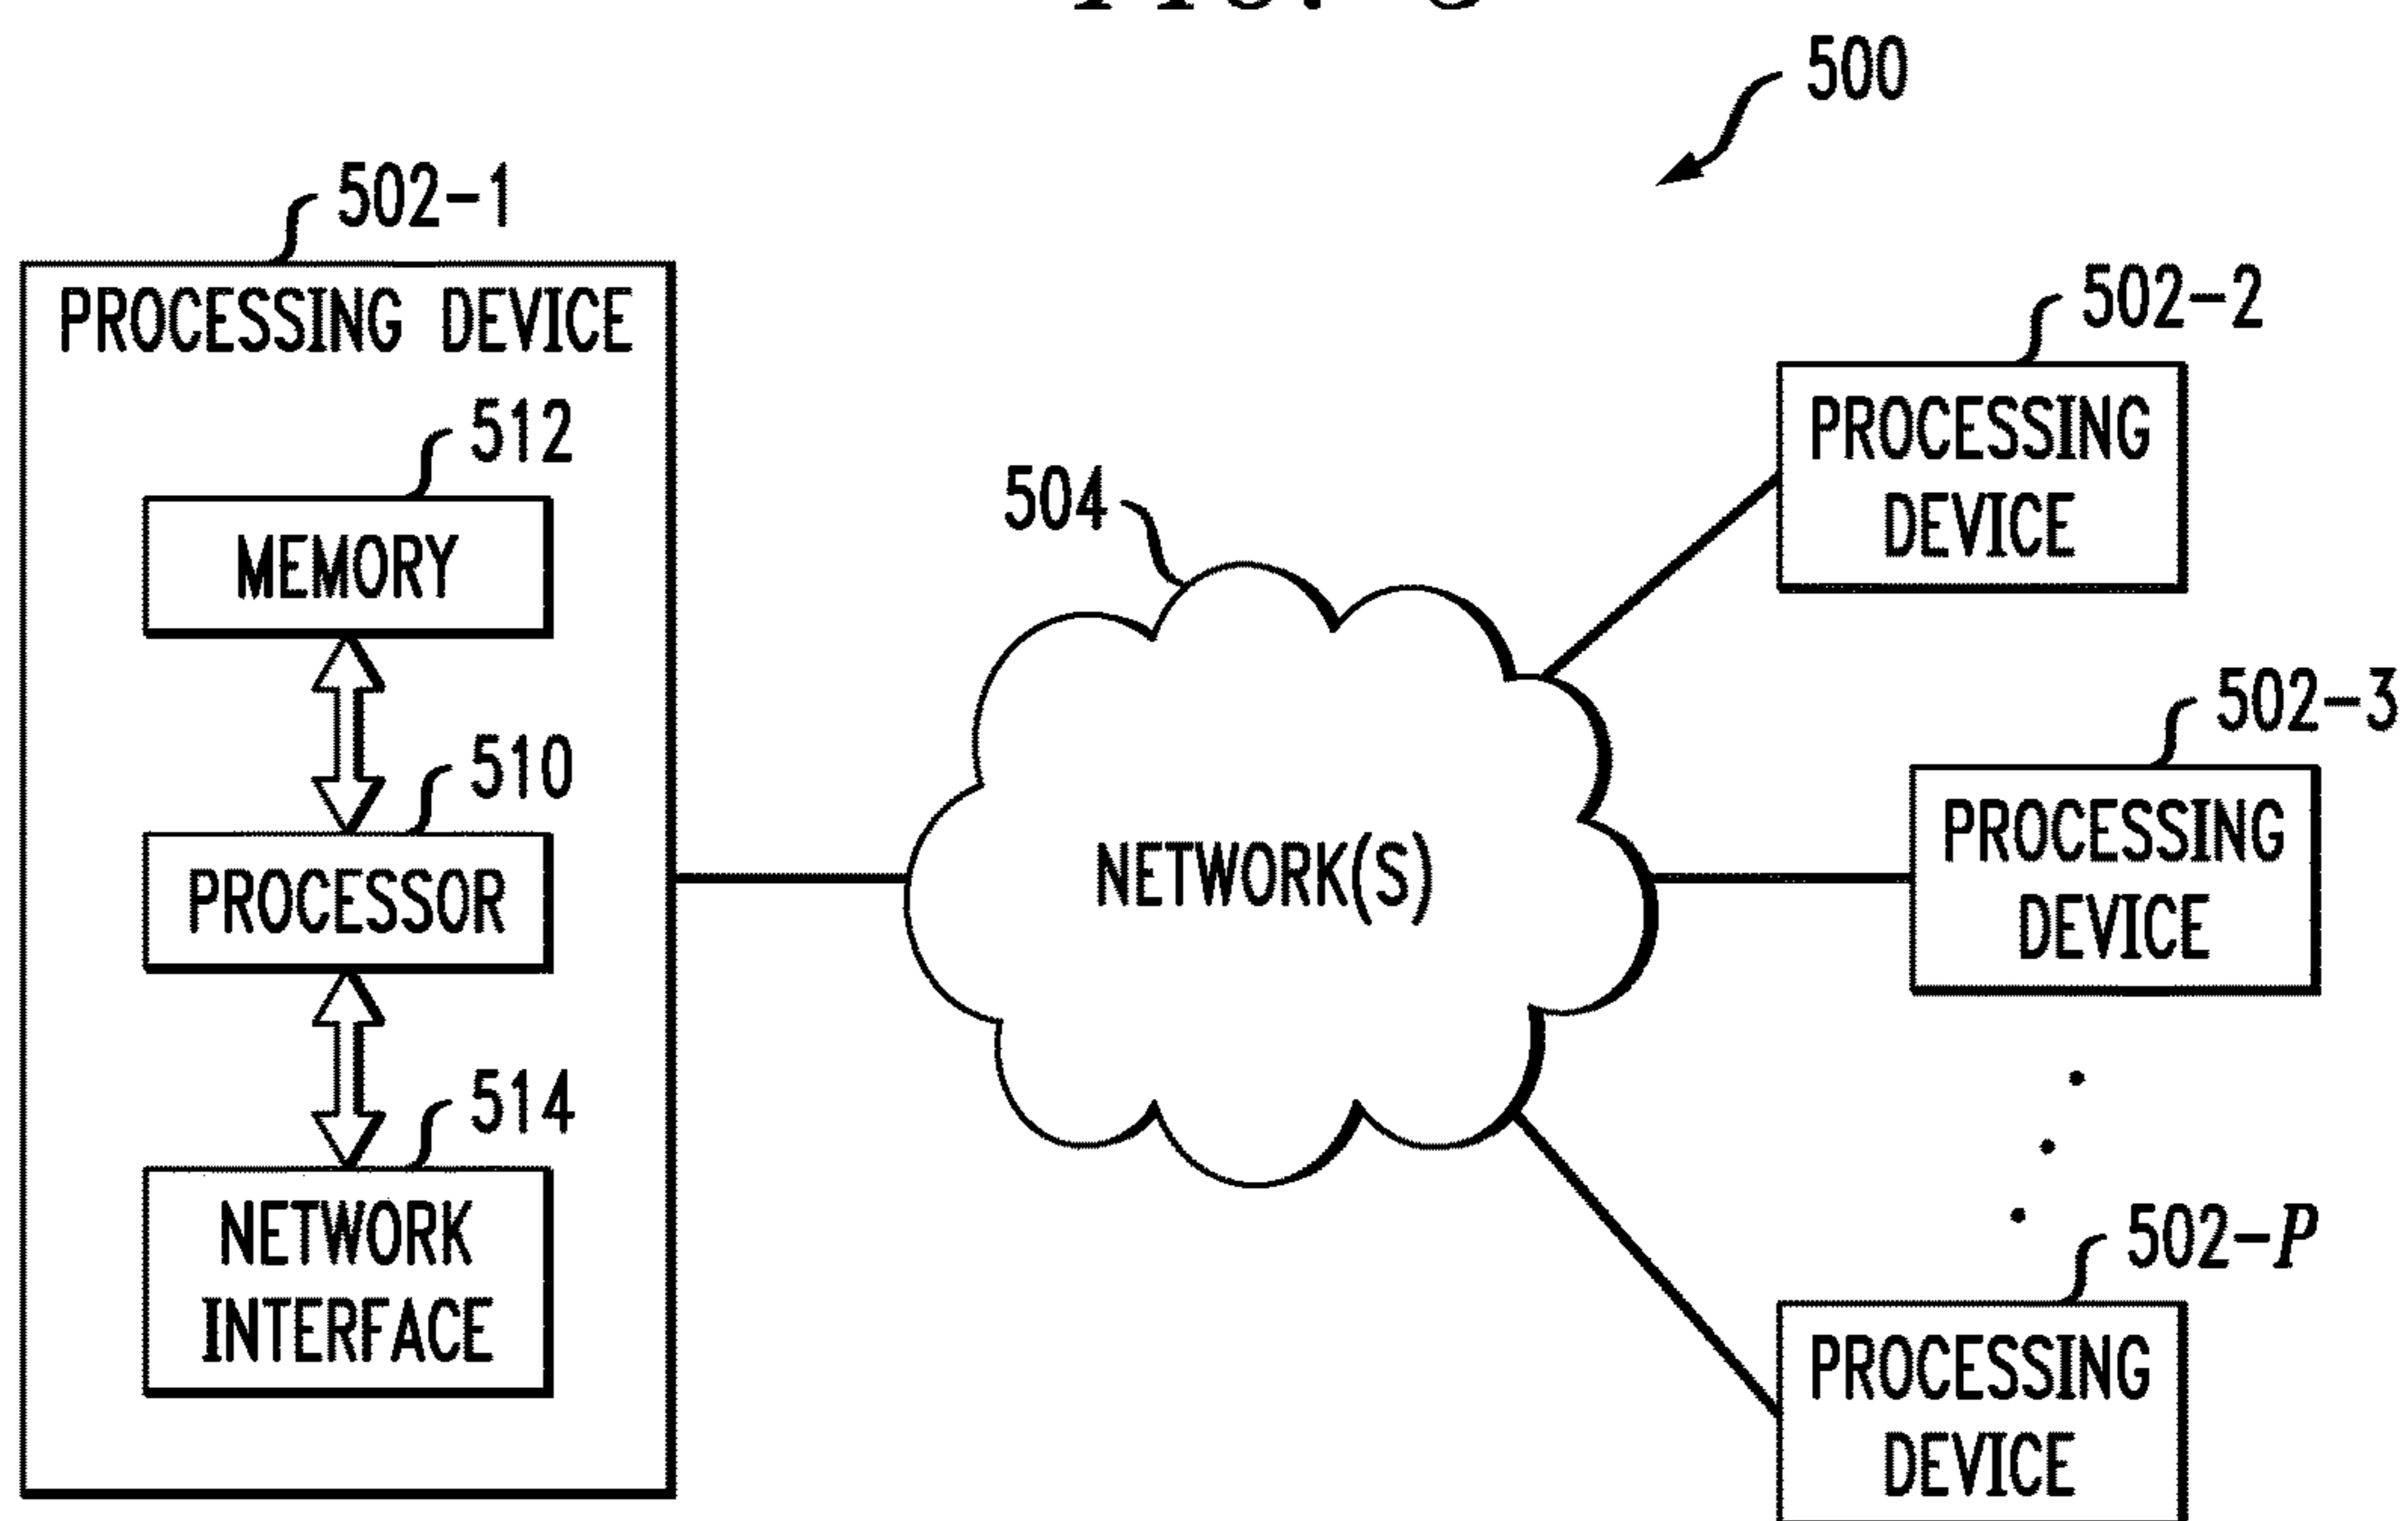 500
502-1
PROCESSING DEVICE
512
MEMORY
510
PROCESSOR
514
NETWORK
INTERFACE
504
NETWORK(S)
502-2
PROCESSING
DEVICE
502-3
PROCESSING
DEVICE
502-P
PROCESSING
DEVICE